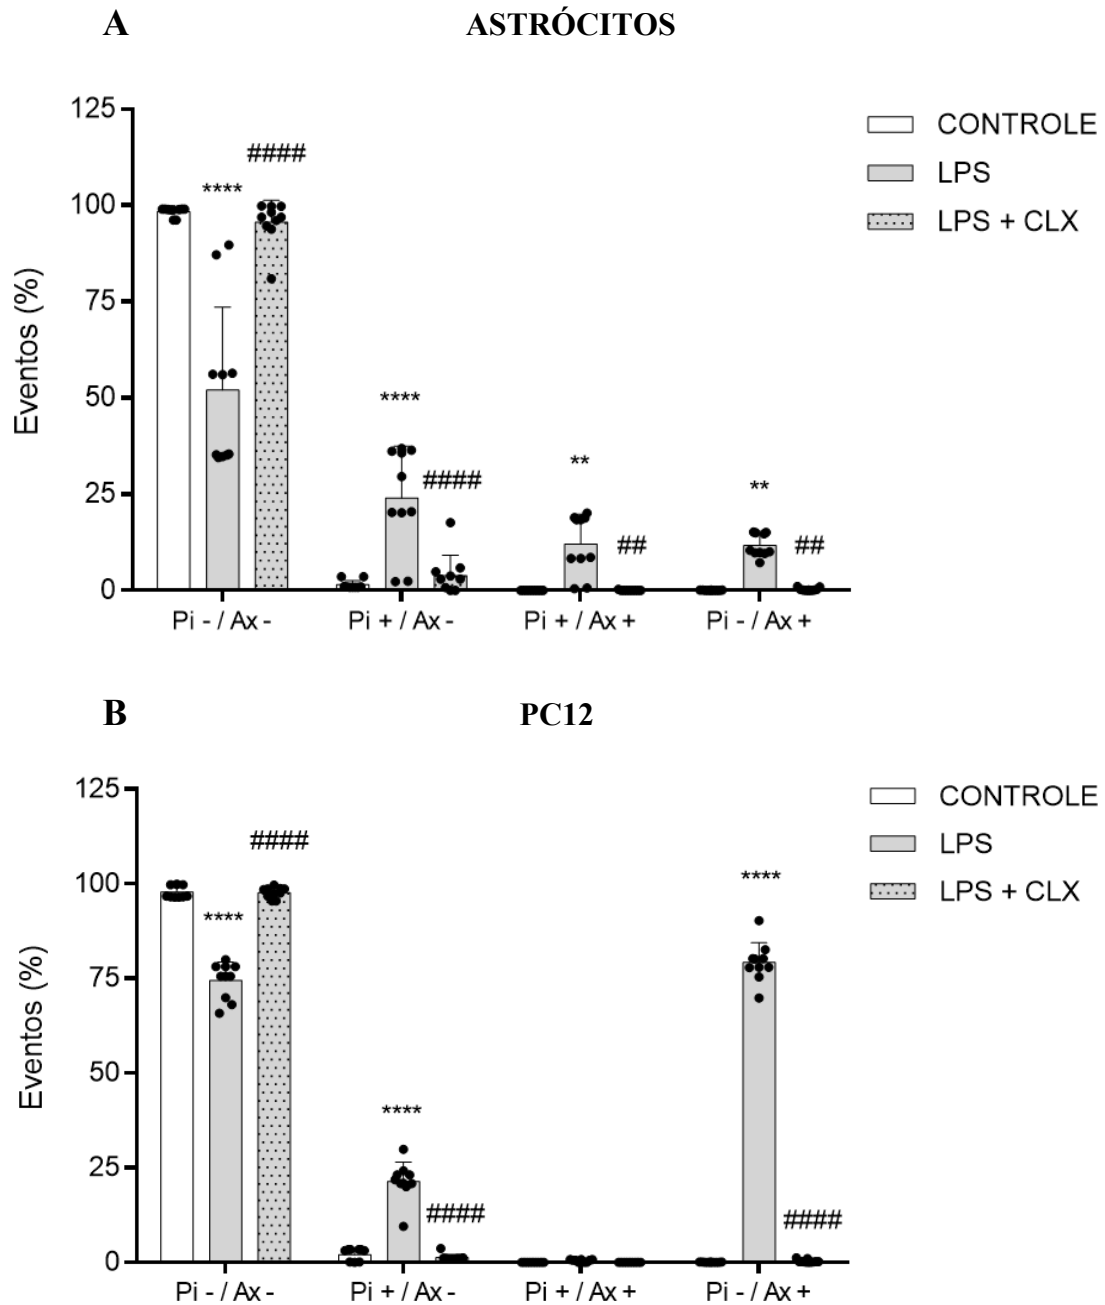 A ASTRÓCITOS
125
100
75
50
25
0
Eventos (%)
CONTROLE
LPS
LPS + CLX
**** ####
**** ####
** ##
** ##
Pi - / Ax - Pi + / Ax - Pi + / Ax + Pi - / Ax +
B PC12
125
100
75
50
25
0
Eventos (%)
CONTROLE
LPS
LPS + CLX
**** ####
**** ####
**** ####
Pi - / Ax - Pi + / Ax - Pi + / Ax + Pi - / Ax +